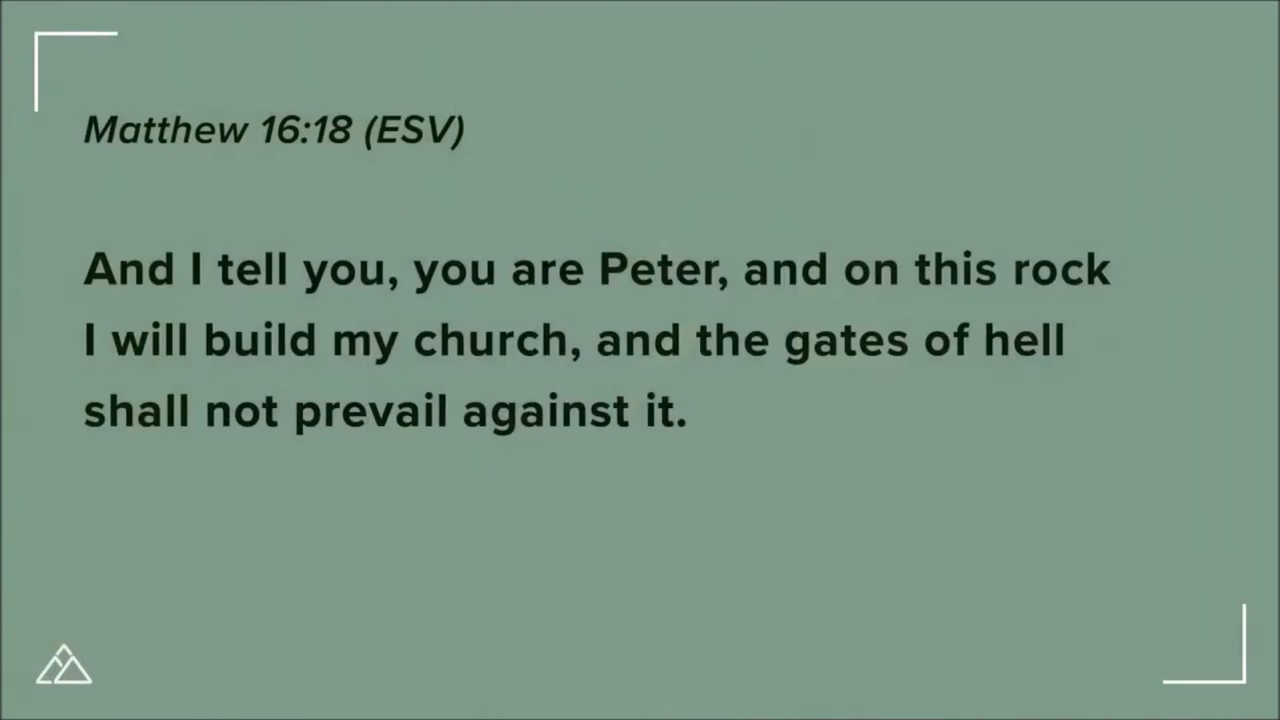 Matthew 16:18 (ESV)
And I tell you, you are Peter, and on this rock
I will build my church, and the gates of hell
shall not prevail against it.